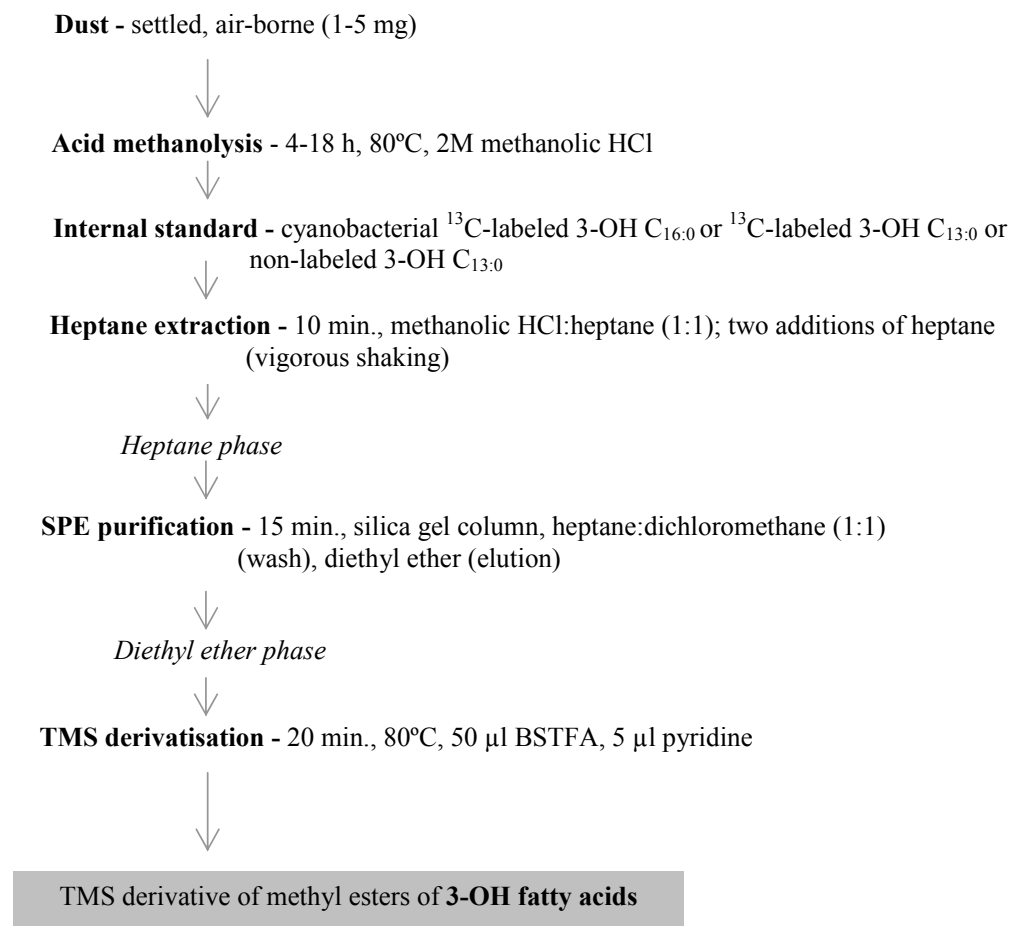 Dust - settled, air-borne (1-5 mg)
Acid methanolysis - 4-18 h, 80ºC, 2M methanolic HCl
Internal standard - cyanobacterial ¹³C-labeled 3-OH C₁₆:₀ or ¹³C-labeled 3-OH C₁₃:₀ or
non-labeled 3-OH C₁₃:₀
Heptane extraction - 10 min., methanolic HCl:heptane (1:1); two additions of heptane
(vigorous shaking)
Heptane phase
SPE purification - 15 min., silica gel column, heptane:dichloromethane (1:1)
(wash), diethyl ether (elution)
Diethyl ether phase
TMS derivatisation - 20 min., 80ºC, 50 µl BSTFA, 5 µl pyridine
TMS derivative of methyl esters of 3-OH fatty acids